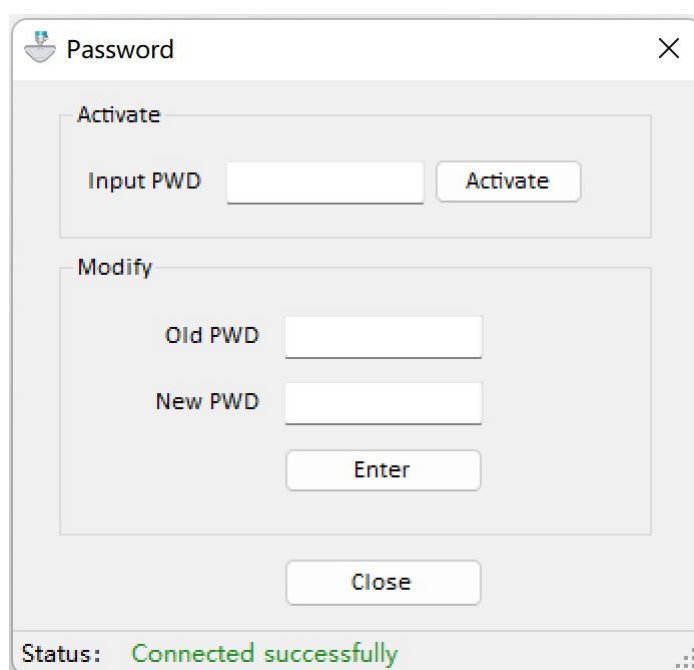 Password
Activate
Input PWD Activate
Modify
Old PWD
New PWD
Enter
Close
Status: Connected successfully